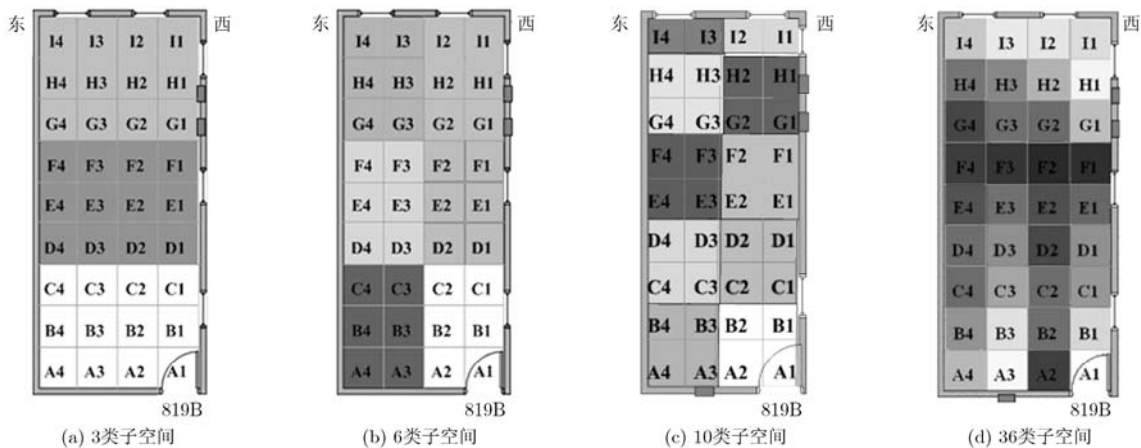 东 西 东 西 东 西 东 西
I4 I3 I2 I1 I4 I3 I2 I1 I4 I3 I2 I1 I4 I3 I2 I1
H4 H3 H2 H1 H4 H3 H2 H1 H4 H3 H2 H1 H4 H3 H2 H1
G4 G3 G2 G1 G4 G3 G2 G1 G4 G3 G2 G1 G4 G3 G2 G1
F4 F3 F2 F1 F4 F3 F2 F1 F4 F3 F2 F1 F4 F3 F2 F1
E4 E3 E2 E1 E4 E3 E2 E1 E4 E3 E2 E1 E4 E3 E2 E1
D4 D3 D2 D1 D4 D3 D2 D1 D4 D3 D2 D1 D4 D3 D2 D1
C4 C3 C2 C1 C4 C3 C2 C1 C4 C3 C2 C1 C4 C3 C2 C1
B4 B3 B2 B1 B4 B3 B2 B1 B4 B3 B2 B1 B4 B3 B2 B1
A4 A3 A2 A1 A4 A3 A2 A1 A4 A3 A2 A1 A4 A3 A2 A1
819B 819B 819B 819B
(a) 3类子空间 (b) 6类子空间 (c) 10类子空间 (d) 36类子空间